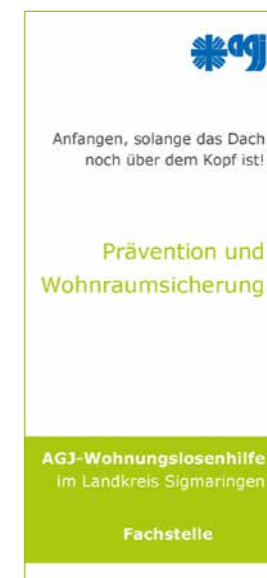 agj
Anfangen, solange das Dach
noch über dem Kopf ist!
Prävention und
Wohnraumsicherung
AGJ-Wohnungslosenhilfe
im Landkreis Sigmaringen
Fachstelle